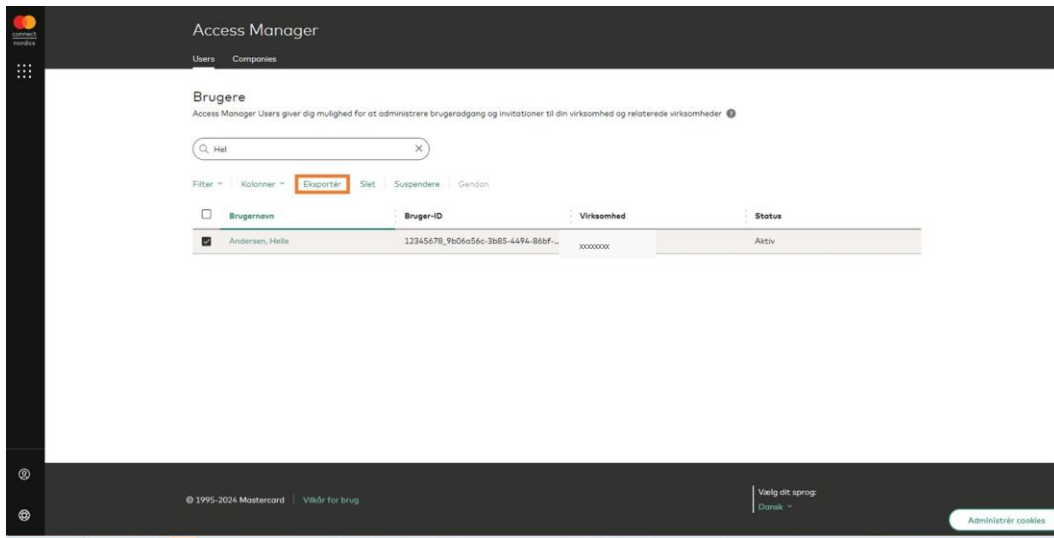 connect
nordics
Access Manager
Users Companies
Brugere
Access Manager Users giver dig mulighed for at administrere brugeradgang og invitationer til din virksomhed og relaterede virksomheder ?
Hel
Filter Kolonner Eksportér Slet Suspendere Gendan
Brugernavn Bruger-ID Virksomhed Status
Andersen, Helle 12345678_9b06a56c-3b85-4494-86bf-... xxxxxxxx Aktiv
© 1995-2024 Mastercard Vilkår for brug
Vælg dit sprog:
Dansk
Administrér cookies